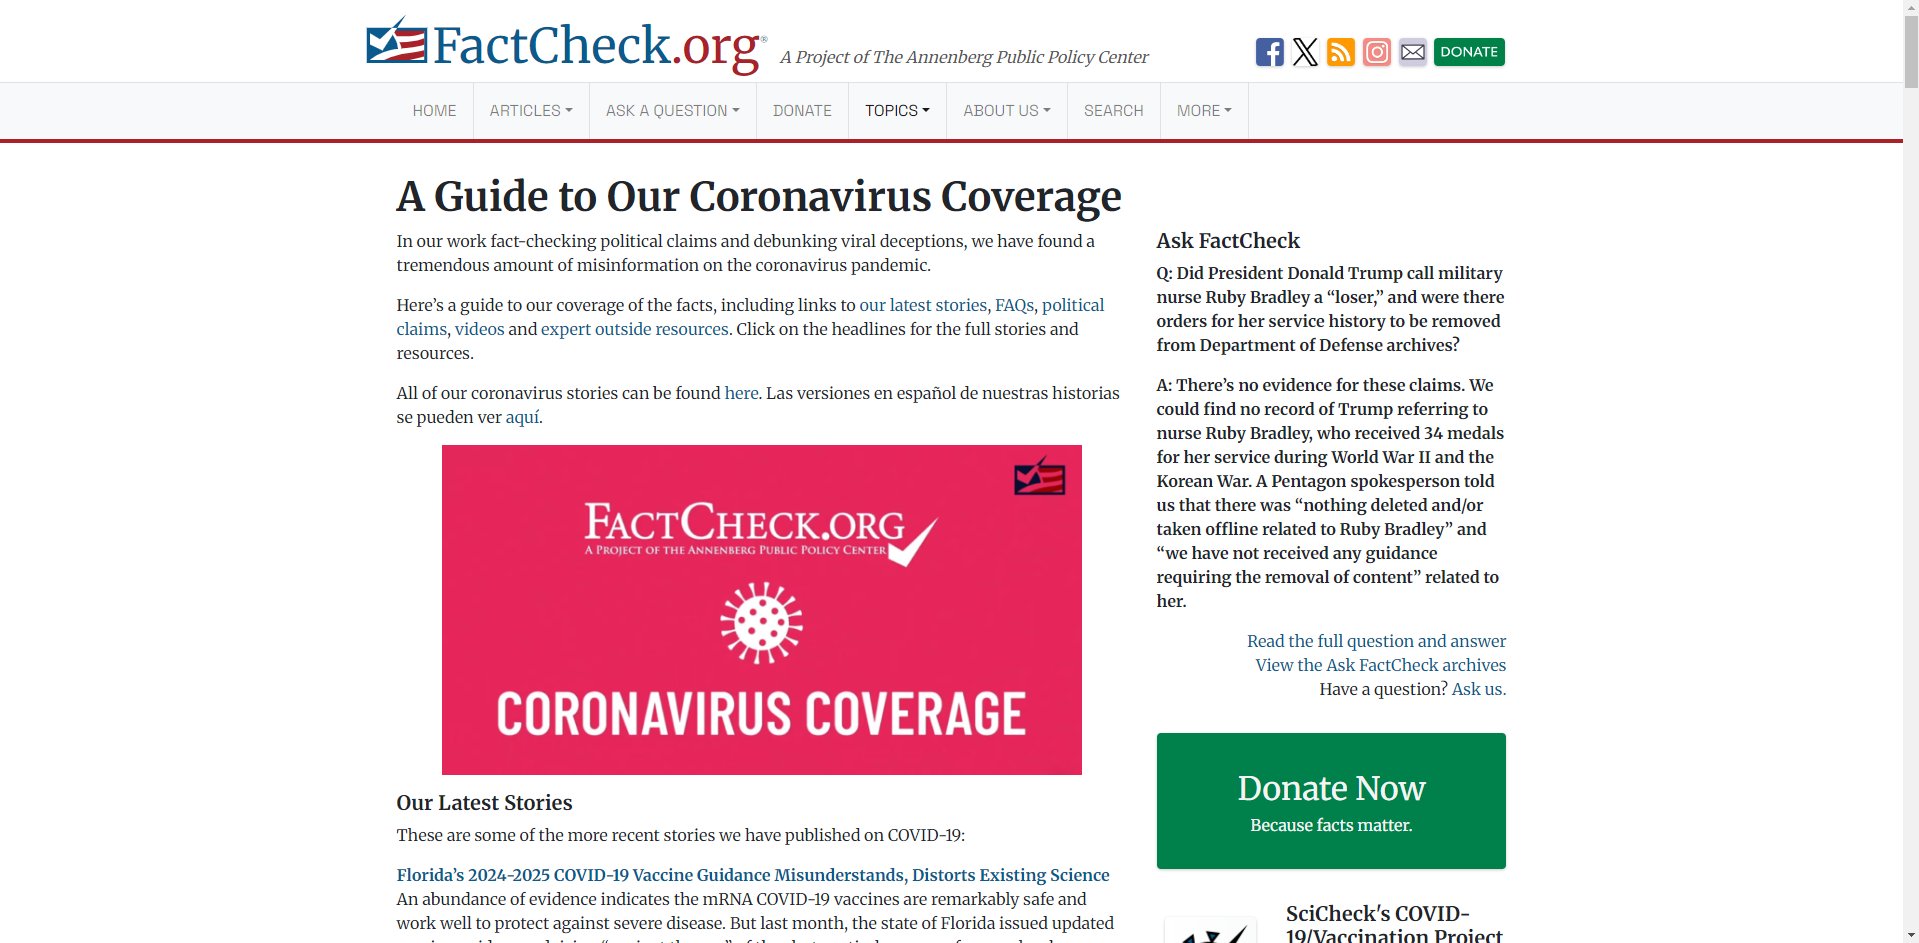 FactCheck.org®
A Project of The Annenberg Public Policy Center
DONATE
HOME
ARTICLES
ASK A QUESTION
DONATE
TOPICS
ABOUT US
SEARCH
MORE
A Guide to Our Coronavirus Coverage
In our work fact-checking political claims and debunking viral deceptions, we have found a
tremendous amount of misinformation on the coronavirus pandemic.
Here’s a guide to our coverage of the facts, including links to our latest stories, FAQs, political
claims, videos and expert outside resources. Click on the headlines for the full stories and
resources.
All of our coronavirus stories can be found here. Las versiones en español de nuestras historias
se pueden ver aquí.
FACTCHECK.ORG
A PROJECT OF THE ANNENBERG PUBLIC POLICY CENTER
CORONAVIRUS COVERAGE
Our Latest Stories
These are some of the more recent stories we have published on COVID-19:
Florida’s 2024-2025 COVID-19 Vaccine Guidance Misunderstands, Distorts Existing Science
An abundance of evidence indicates the mRNA COVID-19 vaccines are remarkably safe and
work well to protect against severe disease. But last month, the state of Florida issued updated
Ask FactCheck
Q: Did President Donald Trump call military
nurse Ruby Bradley a “loser,” and were there
orders for her service history to be removed
from Department of Defense archives?
A: There’s no evidence for these claims. We
could find no record of Trump referring to
nurse Ruby Bradley, who received 34 medals
for her service during World War II and the
Korean War. A Pentagon spokesperson told
us that there was “nothing deleted and/or
taken offline related to Ruby Bradley” and
“we have not received any guidance
requiring the removal of content” related to
her.
Read the full question and answer
View the Ask FactCheck archives
Have a question? Ask us.
Donate Now
Because facts matter.
SciCheck's COVID-
19/Vaccination Project